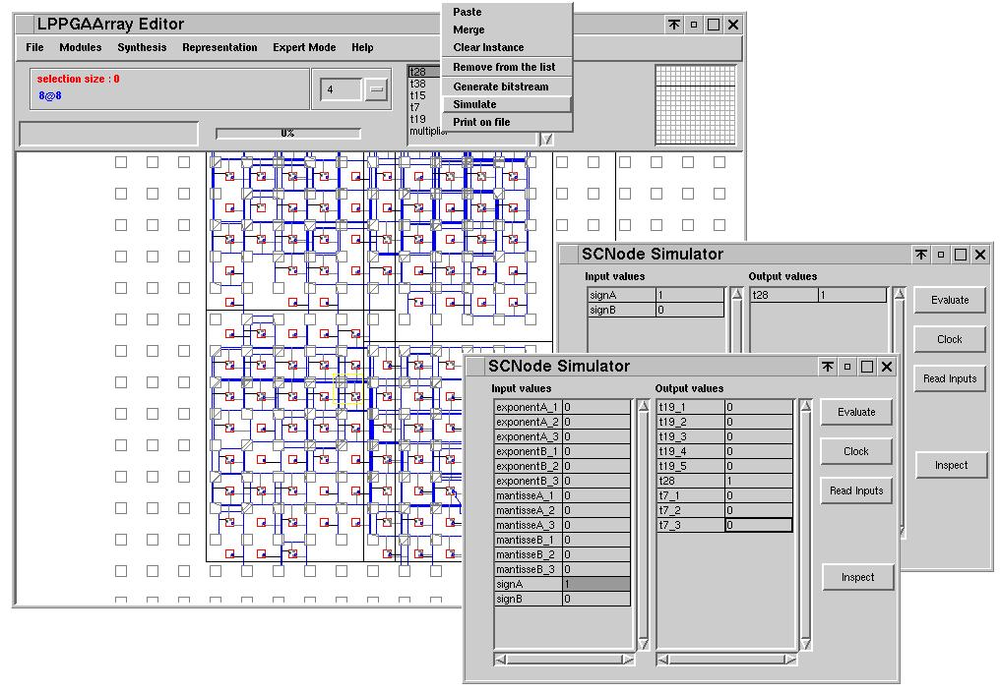 LPPGAArray Editor
File Modules Synthesis Representation Expert Mode Help
selection size : 0
8@8
4
0%
t28
t38
t15
t7
t19
multiplier
Paste
Merge
Clear Instance
Remove from the list
Generate bitstream
Simulate
Print on file
SCNode Simulator
Input values Output values
signA 1 t28 1
signB 0
Evaluate
Clock
Read Inputs
Inspect
SCNode Simulator
Input values Output values
exponentA_1 0 t19_1 0
exponentA_2 0 t19_2 0
exponentA_3 0 t19_3 0
exponentB_1 0 t19_4 0
exponentB_2 0 t19_5 0
exponentB_3 0 t28 1
mantisseA_1 0 t7_1 0
mantisseA_2 0 t7_2 0
mantisseA_3 0 t7_3 0
mantisseB_1 0
mantisseB_2 0
mantisseB_3 0
signA 1
signB 0
Evaluate
Clock
Read Inputs
Inspect